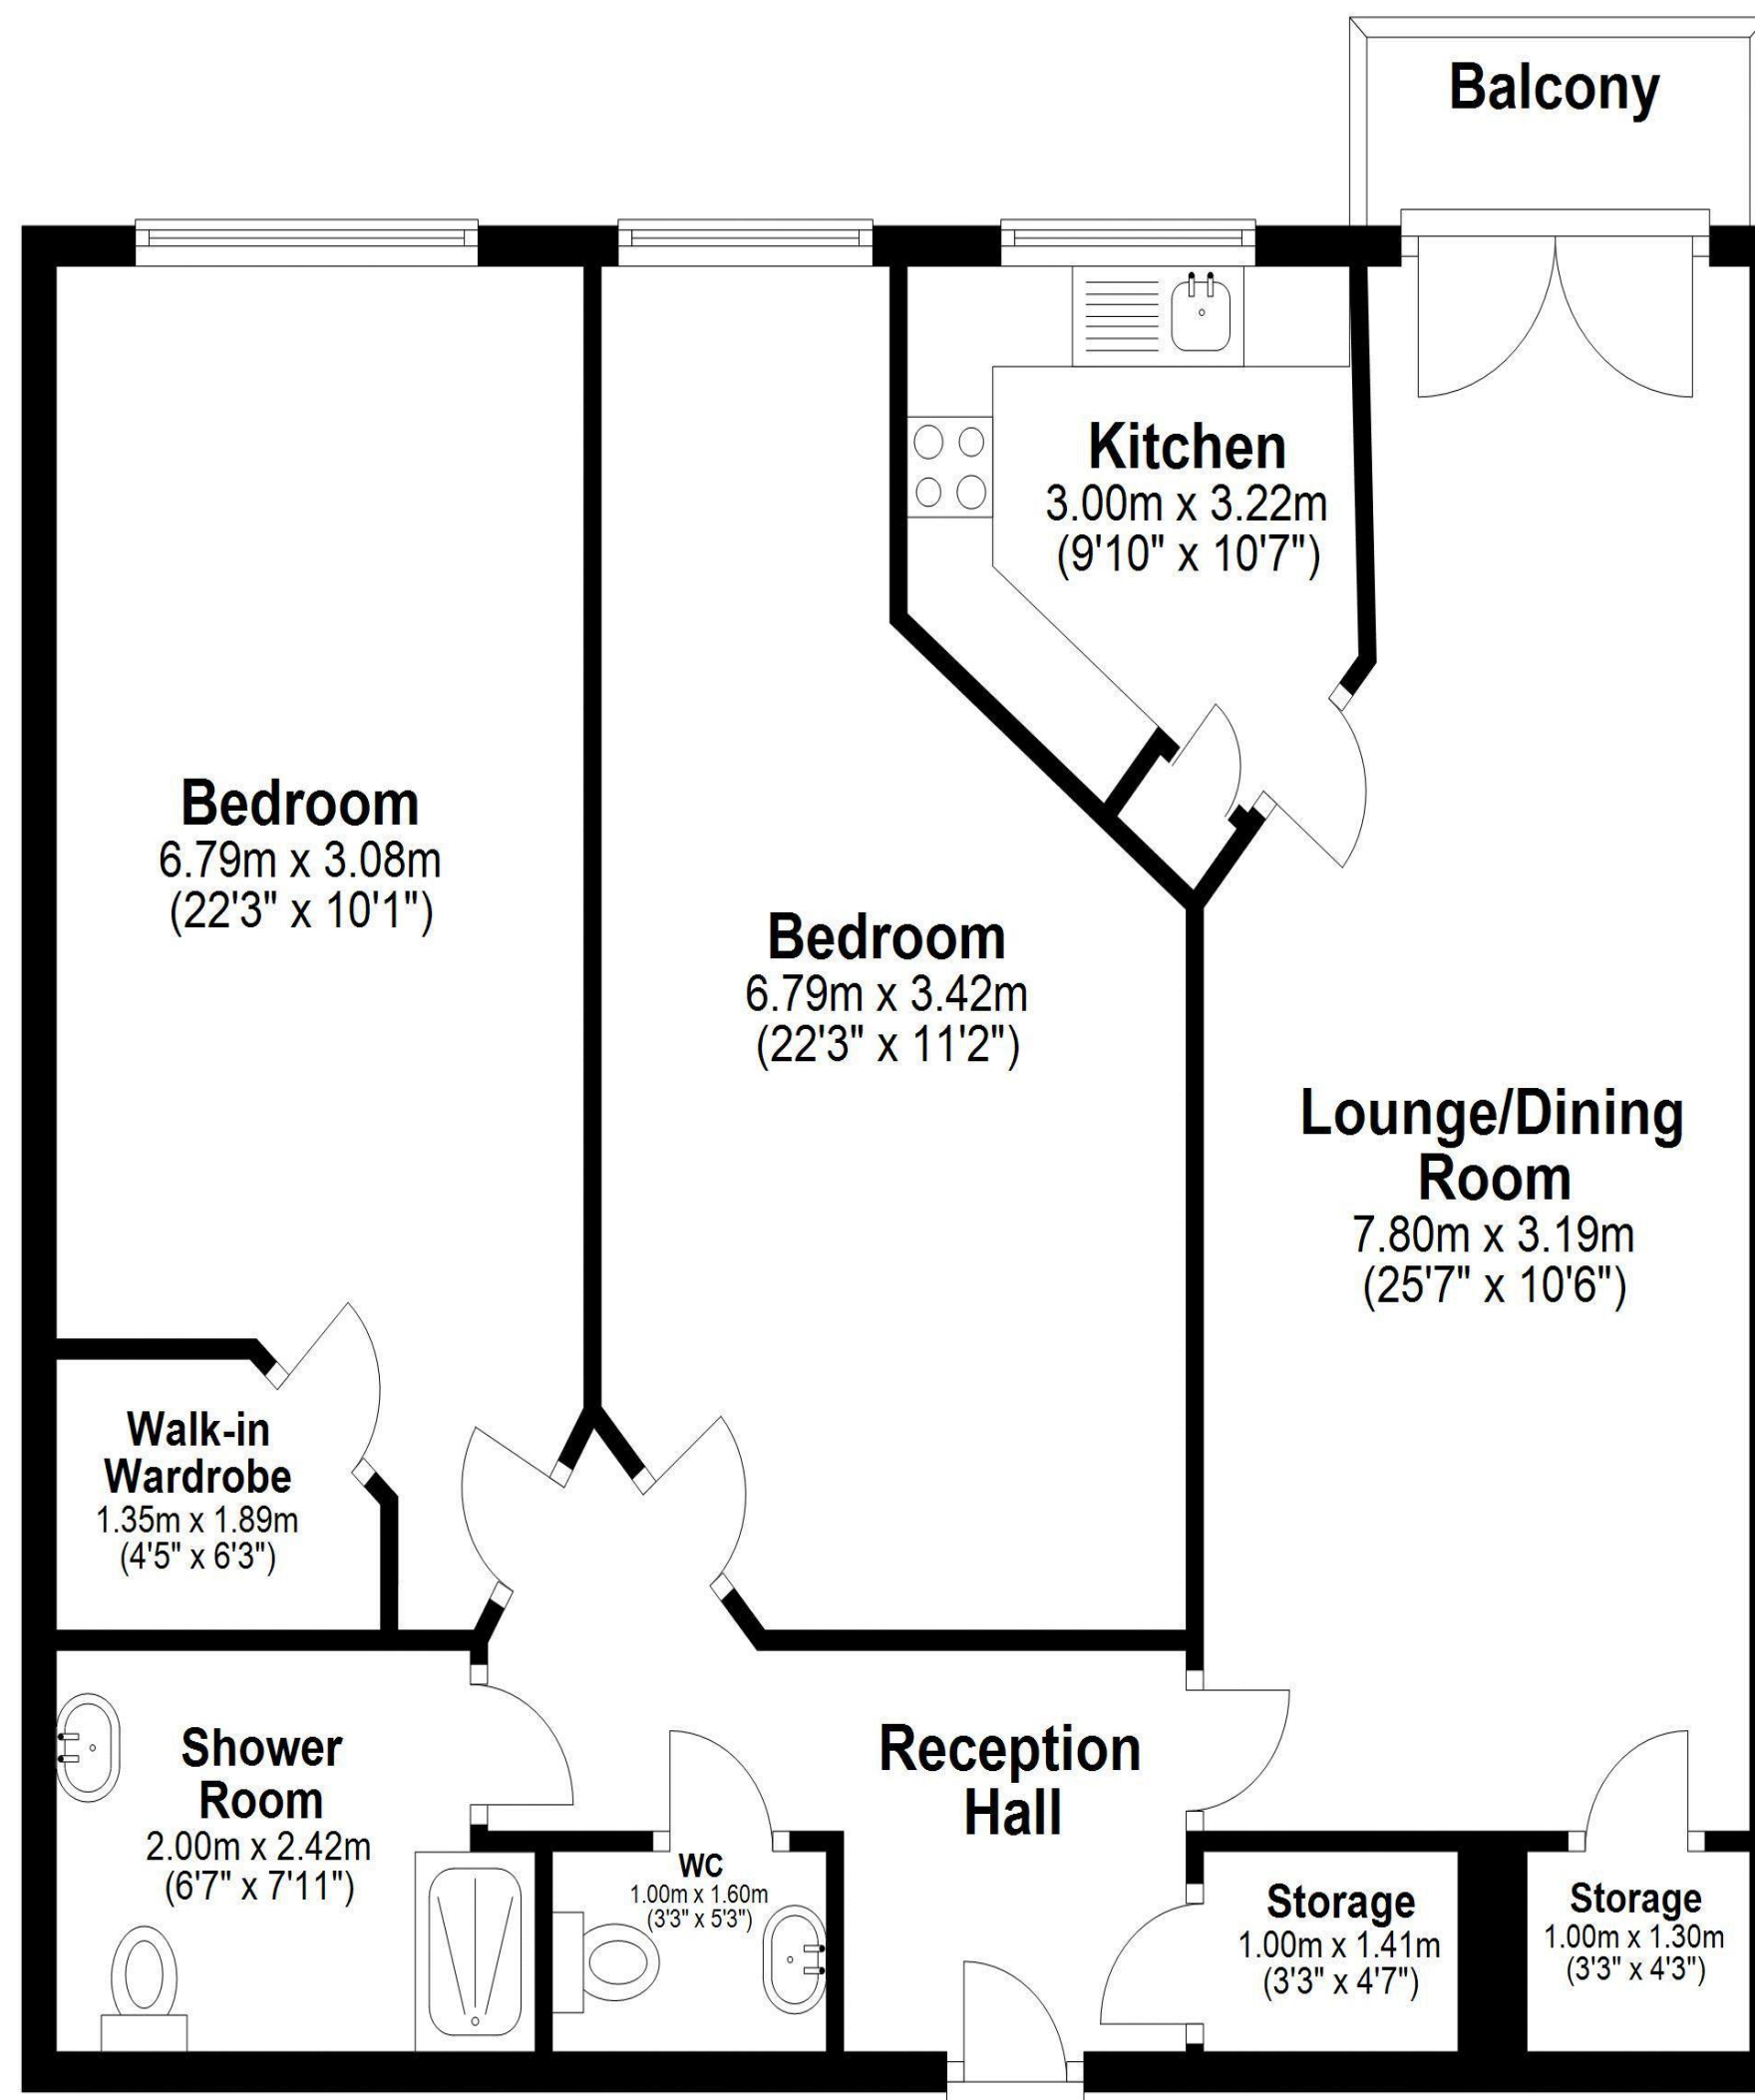 Balcony
Kitchen
3.00m x 3.22m
(9'10" x 10'7")
Bedroom
6.79m x 3.08m
(22'3" x 10'1")
Bedroom
6.79m x 3.42m
(22'3" x 11'2")
Lounge/Dining
Room
7.80m x 3.19m
(25'7" x 10'6")
Walk-in
Wardrobe
1.35m x 1.89m
(4'5" x 6'3")
Shower
Room
2.00m x 2.42m
(6'7" x 7'11")
WC
1.00m x 1.60m
(3'3" x 5'3")
Reception
Hall
Storage
1.00m x 1.41m
(3'3" x 4'7")
Storage
1.00m x 1.30m
(3'3" x 4'3")